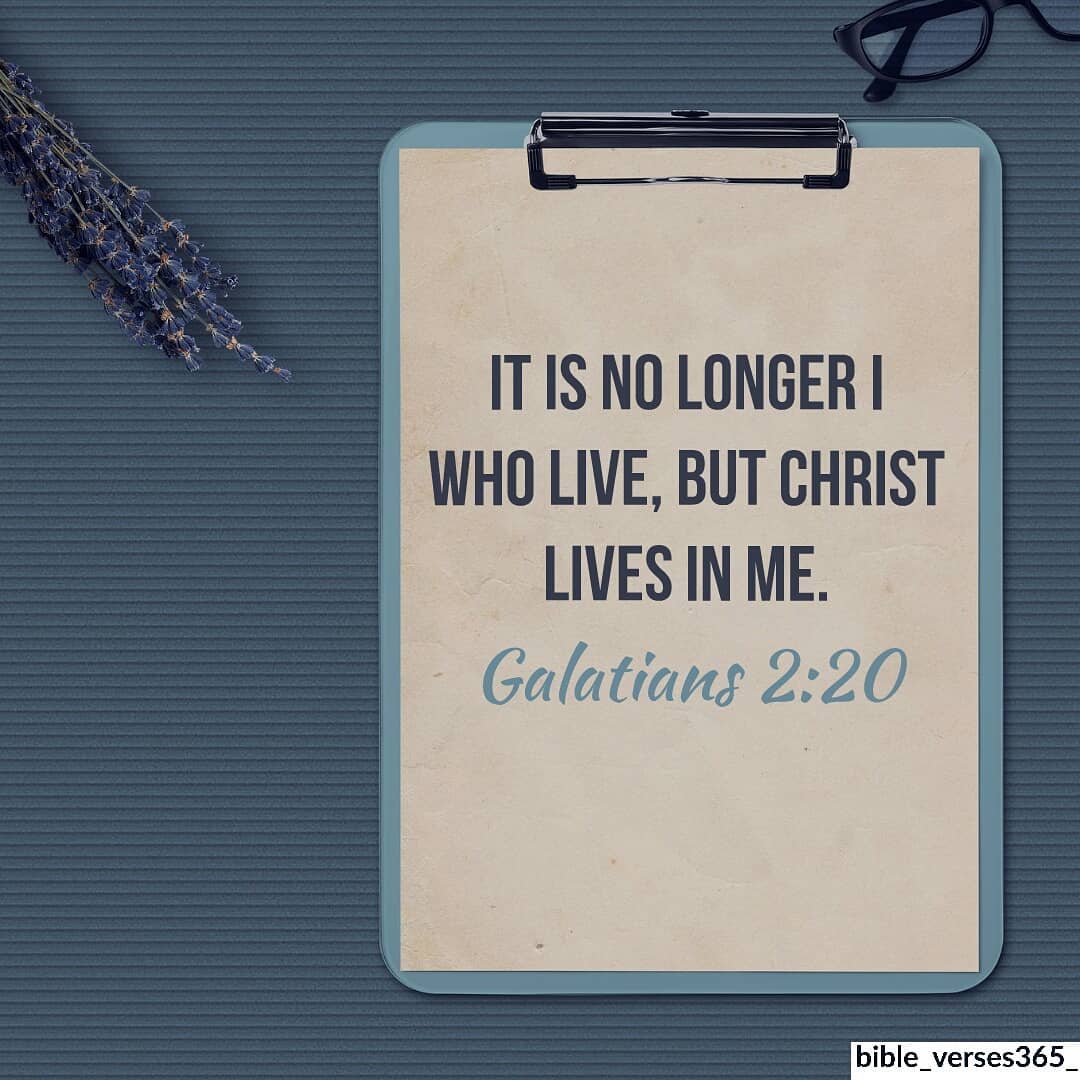 IT IS NO LONGER I
WHO LIVE, BUT CHRIST
LIVES IN ME.
Galatians 2:20
bible_verses365_